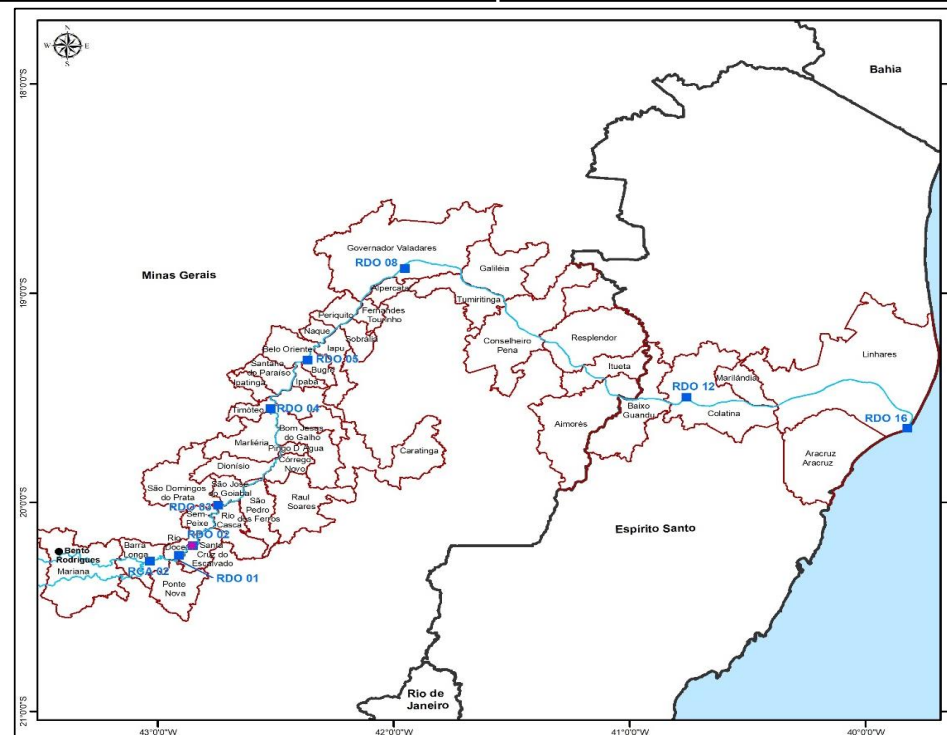 N
W E
S
18°0'0"S
19°0'0"S
20°0'0"S
21°0'0"S
43°0'0"W
42°0'0"W
41°0'0"W
40°0'0"W
Bahia
Minas Gerais
Espirito Santo
Rio de
Janeiro
Governador Valadares
RDO 08
Galiléia
Alpercata
Tumiritinga
Fernandes
Tourinho
Periquito
Sobrália
Naque
Iapu
Belo Oriente
RDO 05
Bugre
Santana
do Paraíso
Ipaba
Ipatinga
Timóteo
RDO 04
Conselheiro
Pena
Resplendor
Itueta
Aimorés
Baixo
Guandu
RDO 12
Marilândia
Colatina
Linhares
RDO 16
Aracruz
Aracruz
Bom Jesus
do Galho
Marliéria
Pingo D'Água
Córrego
Novo
Caratinga
Dionísio
São Domingos
do Prata
São José
do Goiabal
São
Pedro
dos Ferros
Raul
Soares
RDO 03
Sem
Peixe
Rio
Casca
RDO 02
Rio
Doce
Santa
Cruz do
Escalvado
Barra
Longa
Bento
Rodrigues
Mariana
RCA 02
RDO 01
Ponte
Nova